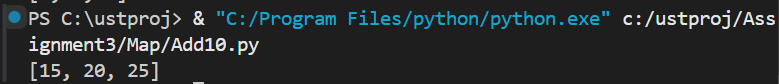 PS C:\ustproj> & "C:/Program Files/python/python.exe" c:/ustproj/Ass
ignment3/Map/Add10.py
[15, 20, 25]